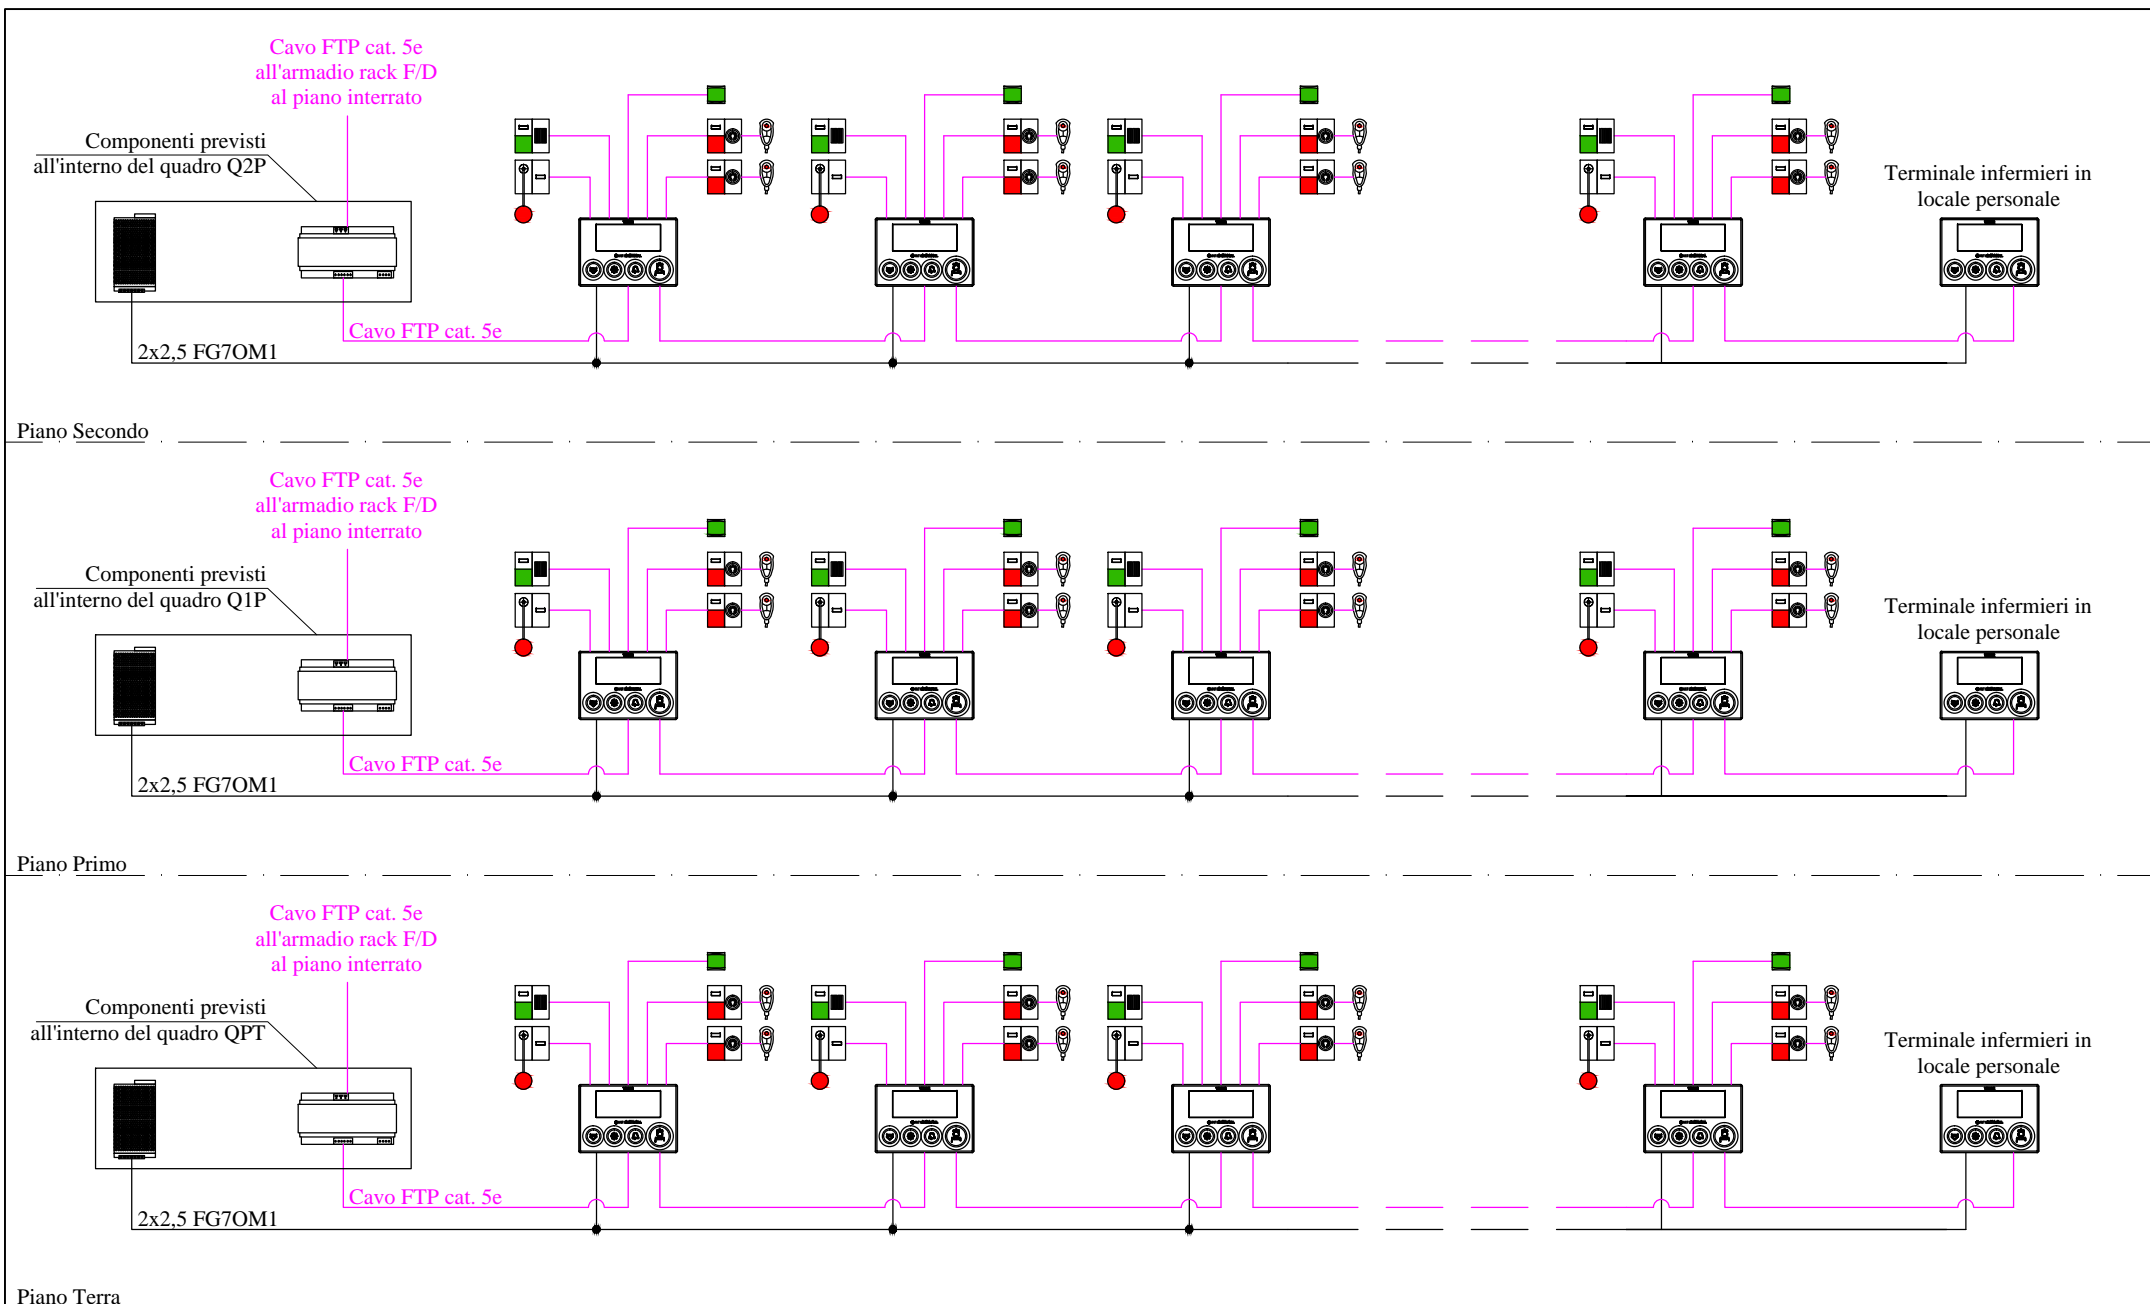 Cavo FTP cat. 5e
all'armadio rack F/D
al piano interrato
Componenti previsti
all'interno del quadro Q2P
Terminale infermieri in
locale personale
Cavo FTP cat. 5e
2x2,5 FG7OM1
Piano Secondo
Cavo FTP cat. 5e
all'armadio rack F/D
al piano interrato
Componenti previsti
all'interno del quadro Q1P
Terminale infermieri in
locale personale
Cavo FTP cat. 5e
2x2,5 FG7OM1
Piano Primo
Cavo FTP cat. 5e
all'armadio rack F/D
al piano interrato
Componenti previsti
all'interno del quadro QPT
Terminale infermieri in
locale personale
Cavo FTP cat. 5e
2x2,5 FG7OM1
Piano Terra